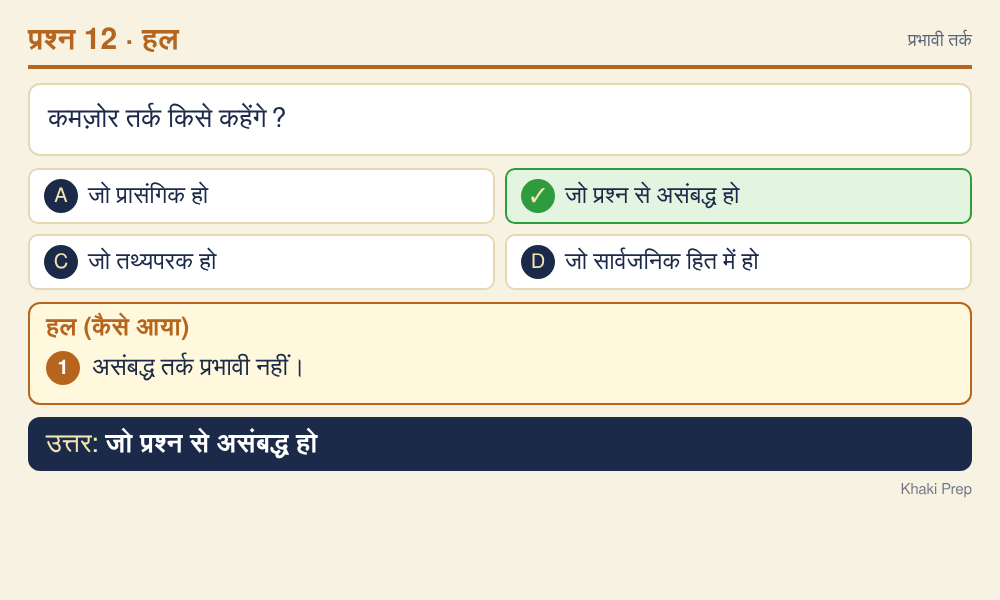 प्रश्न 12 · हल
प्रभावी तर्क
कमज़ोर तर्क किसे कहेंगे ?
A जो प्रासंगिक हो
✓ जो प्रश्न से असंबद्ध हो
C जो तथ्यपरक हो
D जो सार्वजनिक हित में हो
हल (कैसे आया)
1 असंबद्ध तर्क प्रभावी नहीं।
उत्तर: जो प्रश्न से असंबद्ध हो
Khaki Prep